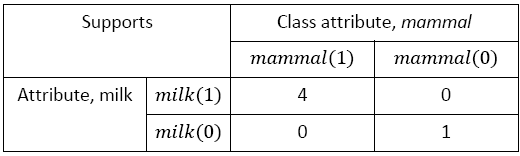 Supports Class attribute, mammal
mammal(1) mammal(0)
Attribute, milk milk(1) 4 0
milk(0) 0 1